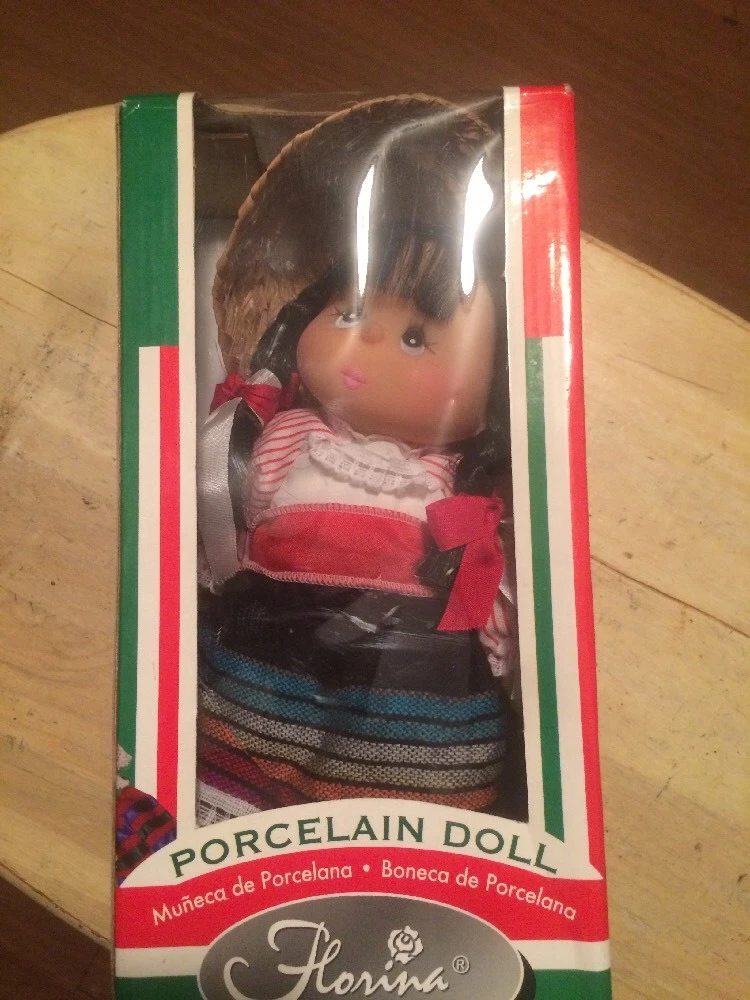 PORCELAIN DOLL
Muñeca de Porcelana • Boneca de Porcelana
Florina®